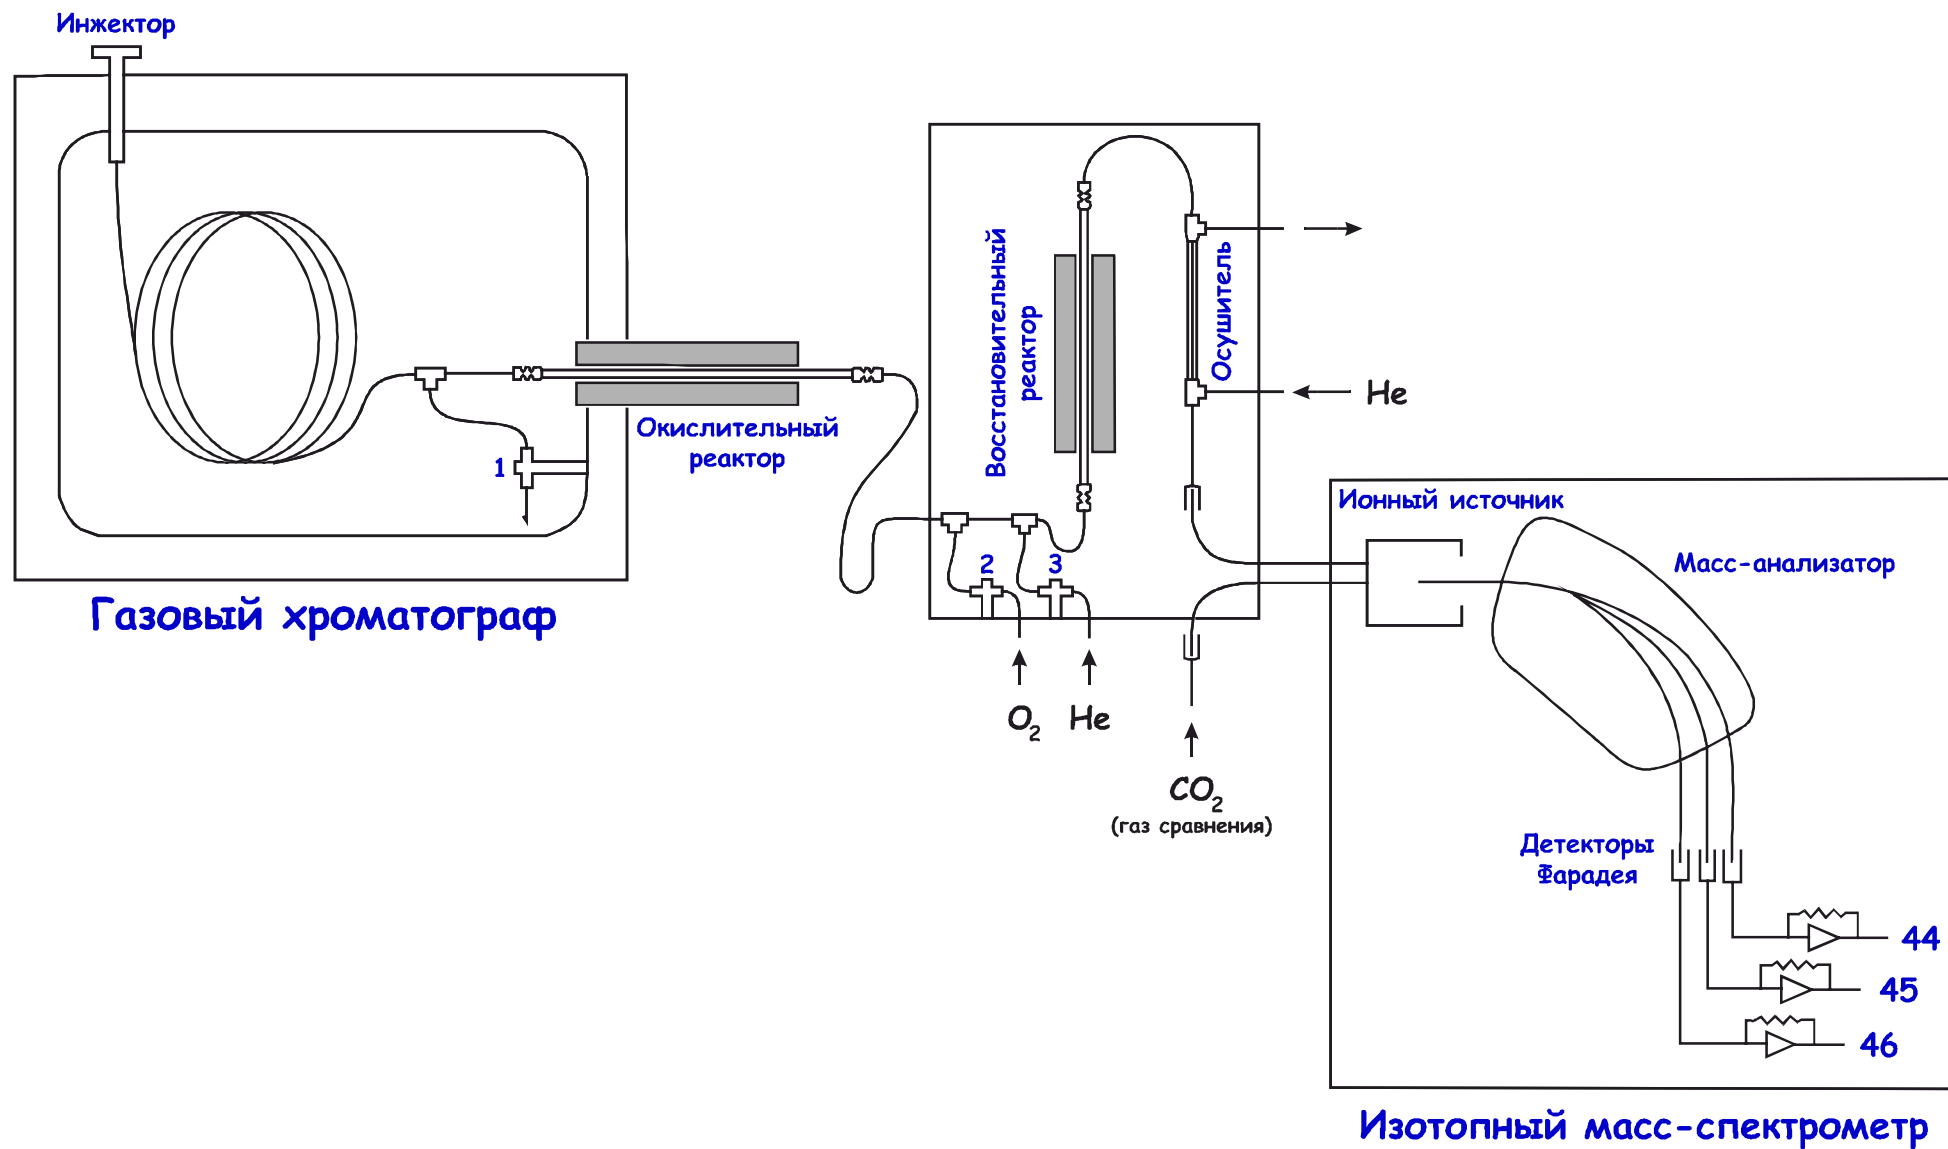 Инжектор
Газовый хроматограф
1
Окислительный
реактор
Восстановительный
реактор
Осушитель
He
2
3
O2 He
CO2
(газ сравнения)
Ионный источник
Масс-анализатор
Детекторы
Фарадея
44
45
46
Изотопный масс-спектрометр